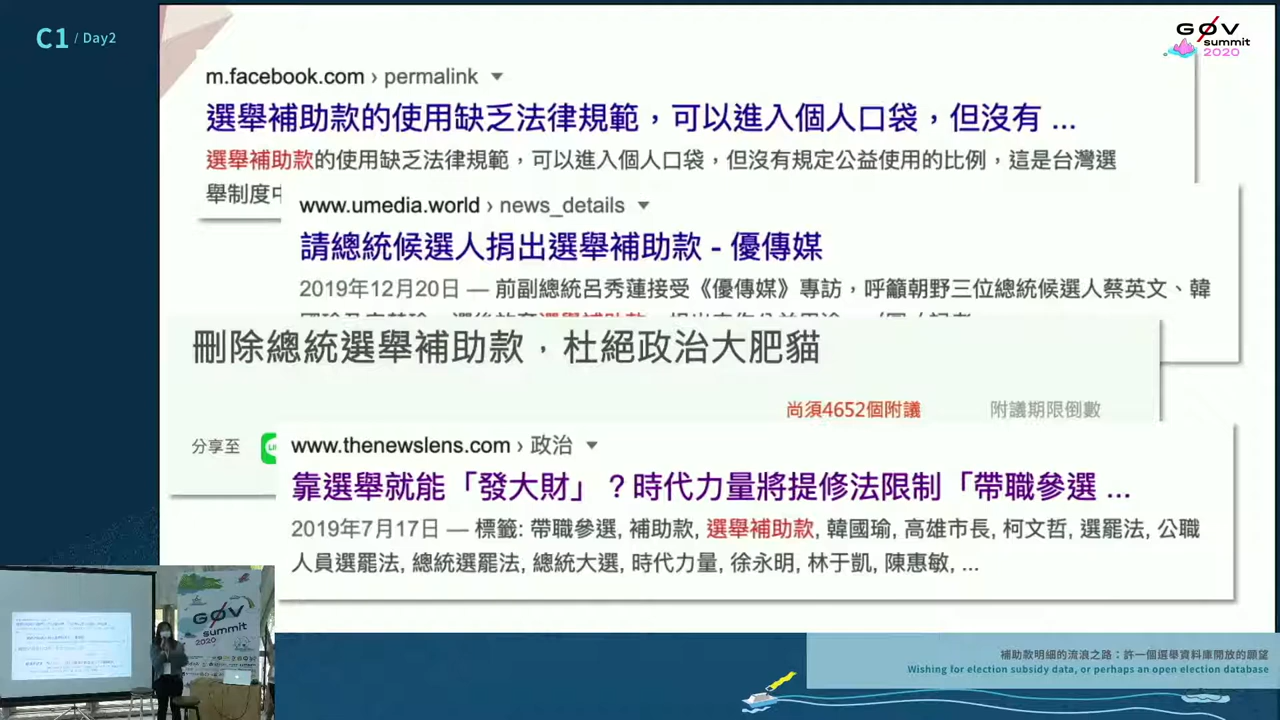 C1 / Day2
GØV
summit
2020
m.facebook.com › permalink
選舉補助款的使用缺乏法律規範，可以進入個人口袋，但沒有 ...
選舉補助款的使用缺乏法律規範，可以進入個人口袋，但沒有規定公益使用的比例，這是台灣選
舉制度中
www.umedia.world › news_details
請總統候選人捐出選舉補助款 - 優傳媒
2019年12月20日 — 前副總統呂秀蓮接受《優傳媒》專訪，呼籲朝野三位總統候選人蔡英文、韓
刪除總統選舉補助款，杜絕政治大肥貓
尚須4652個附議
附議期限倒數
分享至
www.thenewslens.com › 政治
靠選舉就能「發大財」？時代力量將提修法限制「帶職參選 ...
2019年7月17日 — 標籤: 帶職參選, 補助款, 選舉補助款, 韓國瑜, 高雄市長, 柯文哲, 選罷法, 公職
人員選罷法, 總統選罷法, 總統大選, 時代力量, 徐永明, 林于凱, 陳惠敏, ...
GØV
summit
2020
補助款明細的流浪之路：許一個選舉資料庫開放的願望
Wishing for election subsidy data, or perhaps an open election database